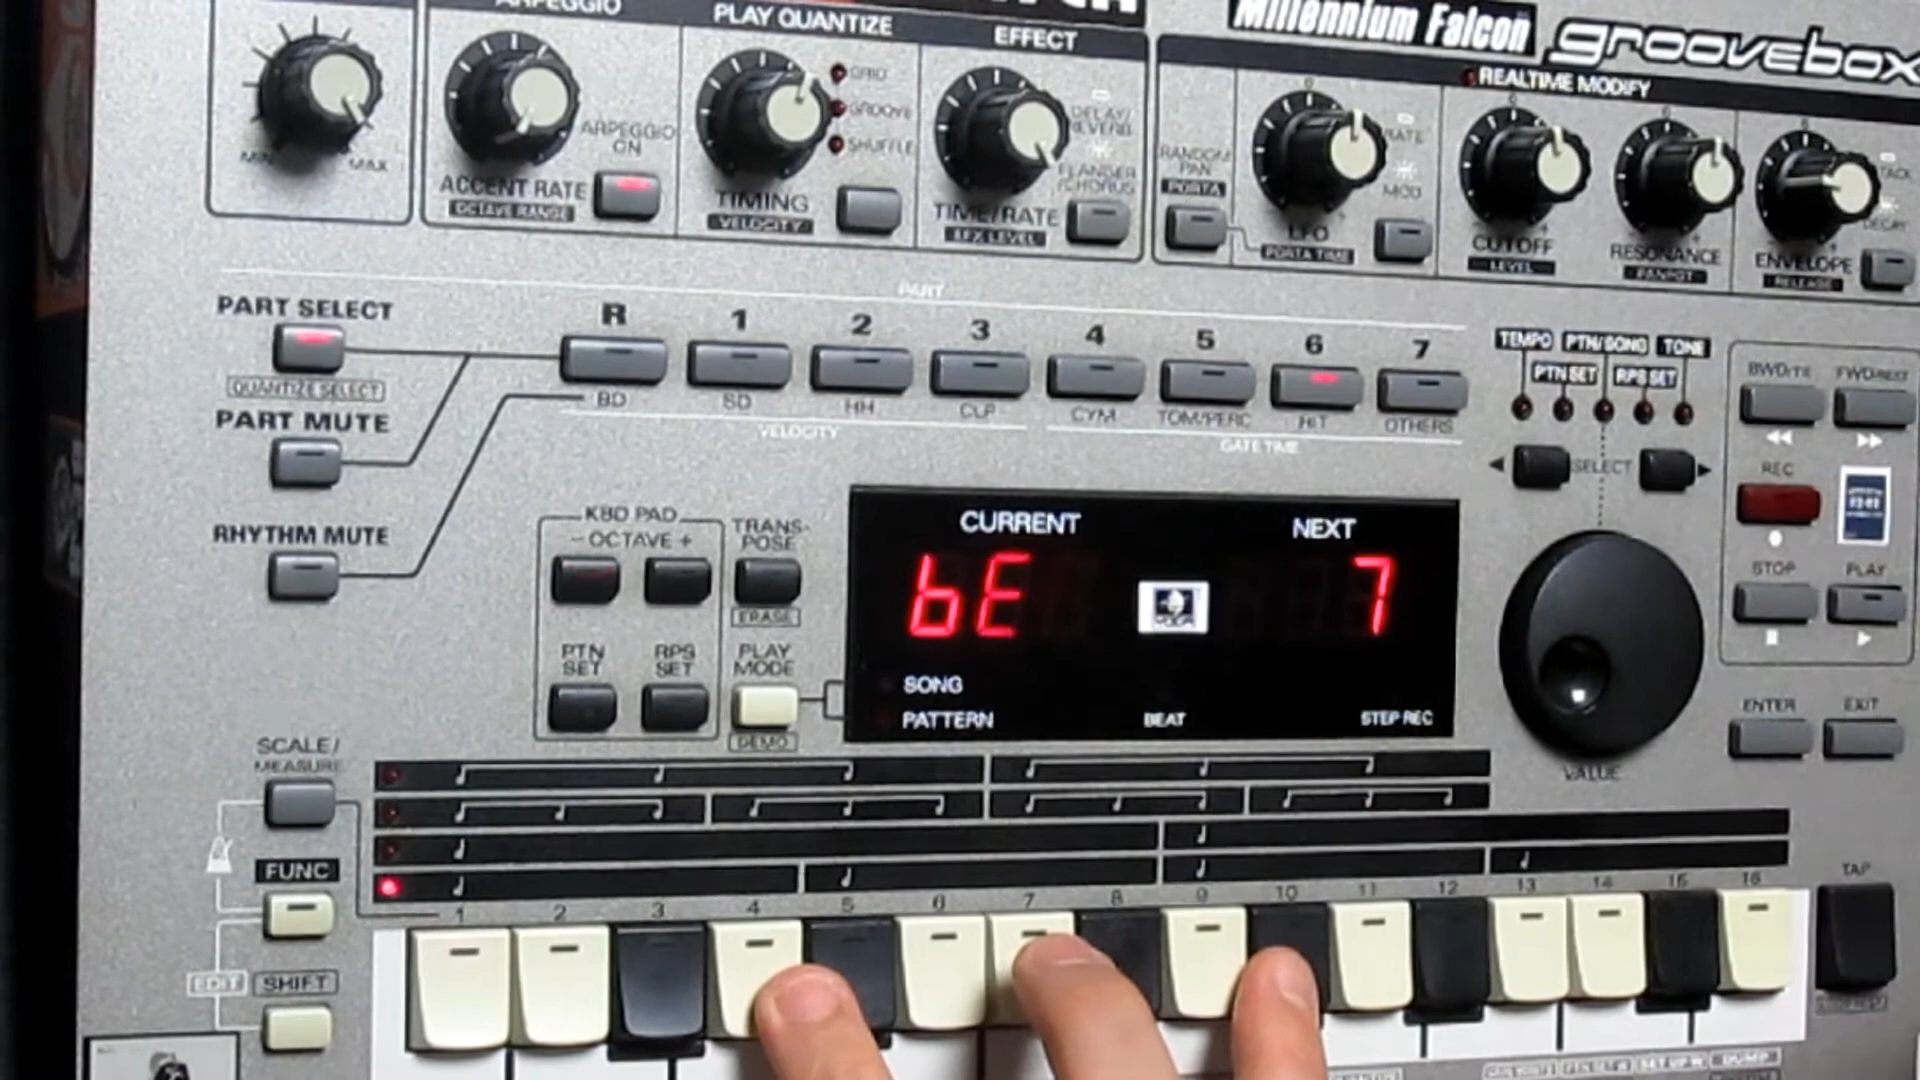 ARPEGGIO
PLAY QUANTIZE
EFFECT
Millennium Falcon
groovebox
REALTIME MODIFY
MIN
MAX
ARPEGGIO
ON
ACCENT RATE
OCTAVE RANGE
GRID
GROOVE
SHUFFLE
TIMING
VELOCITY
DELAY/
REVERB
FLANGER
/CHORUS
TIME/RATE
EFX LEVEL
RANDOM
PAN
PORTA
RATE
MOD
LFO
PORTA TIME
CUTOFF
LEVEL
RESONANCE
PANPOT
DECAY
ENVELOPE
RELEASE
PART
PART SELECT
QUANTIZE SELECT
PART MUTE
RHYTHM MUTE
R 1 2 3 4 5 6 7
BD SD HH CLP CYM TOM/PERC HIT OTHERS
VELOCITY
GATE TIME
TEMPO PTN/SONG TONE
PTN SET RPS SET
SELECT
REC
STOP PLAY
ENTER EXIT
VALUE
KBD PAD
- OCTAVE +
TRANS-
POSE
ERASE
PTN
SET
RPS
SET
PLAY
MODE
DEMO
CURRENT NEXT
bE 7
SONG
PATTERN
BEAT
STEP REC
SCALE/
MEASURE
FUNC
EDIT
SHIFT
1 2 3 4 5 6 7 8 9 10 11 12 13 14 15 16
TAP